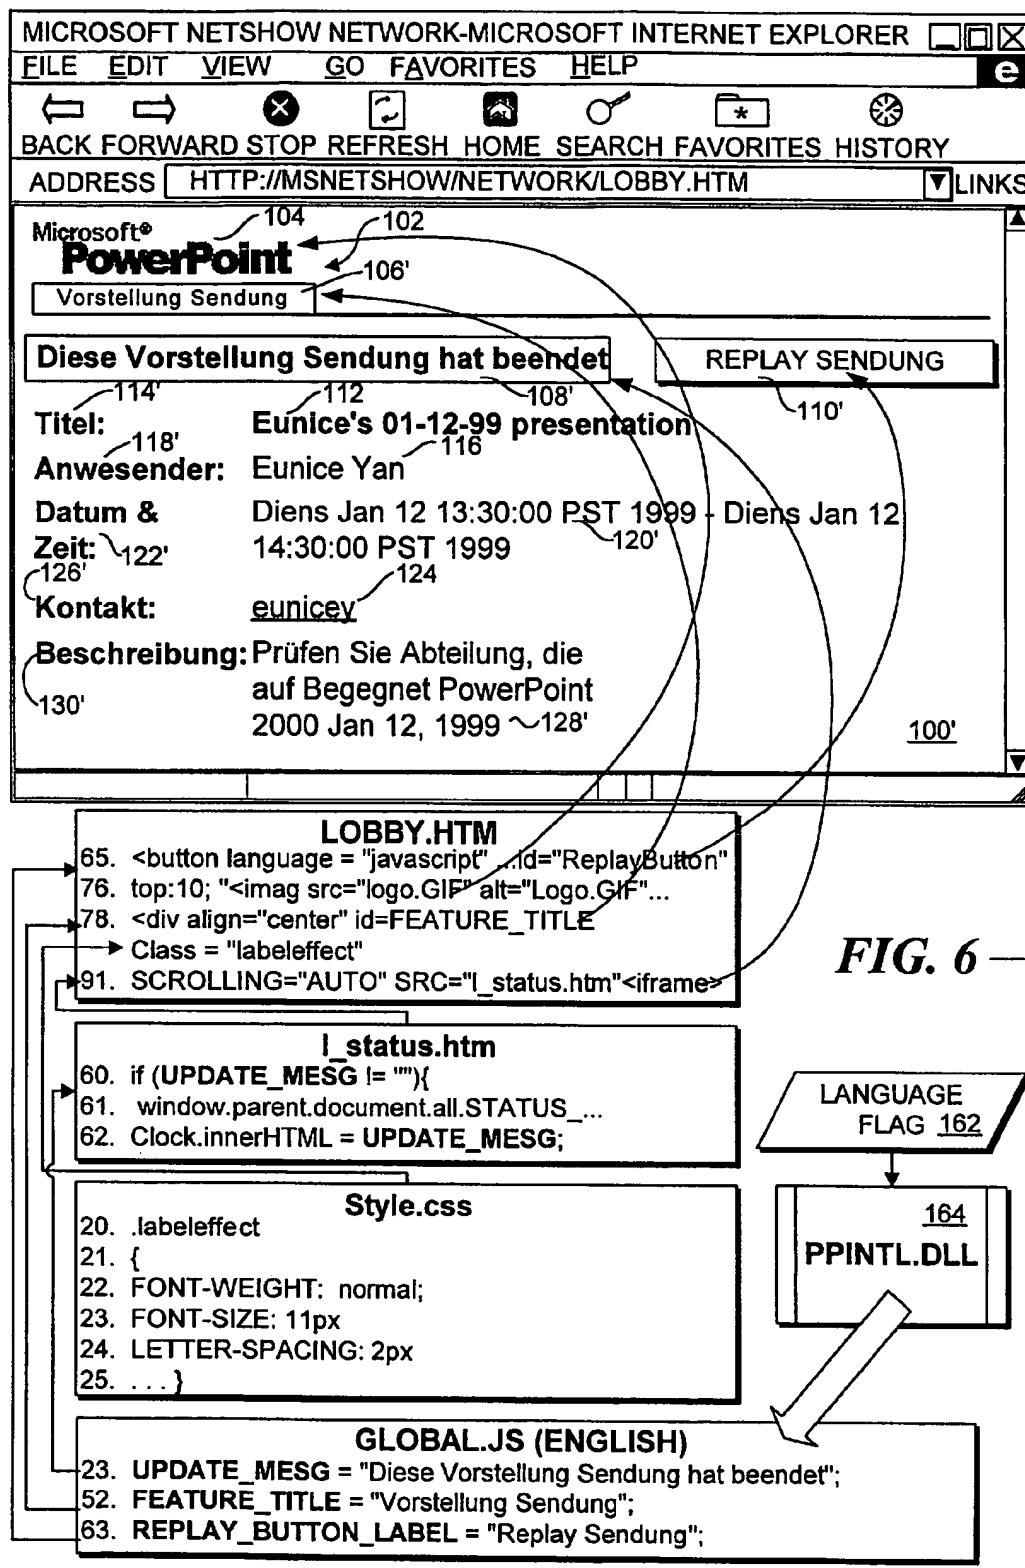 MICROSOFT NETSHOW NETWORK-MICROSOFT INTERNET EXPLORER
FILE EDIT VIEW GO FAVORITES HELP
e
BACK FORWARD STOP REFRESH HOME SEARCH FAVORITES HISTORY
ADDRESS HTTP://MSNETSHOW/NETWORK/LOBBY.HTM LINKS
104
102
Microsoft®
PowerPoint
106'
Vorstellung Sendung
Diese Vorstellung Sendung hat beendet REPLAY SENDUNG
114' 112 108' 110'
Titel: Eunice's 01-12-99 presentation
118' 116
Anwesender: Eunice Yan
Datum & Diens Jan 12 13:30:00 PST 1999 - Diens Jan 12
Zeit: 122' 14:30:00 PST 1999 120'
126' 124
Kontakt: eunicey
Beschreibung: Prüfen Sie Abteilung, die
auf Begegnet PowerPoint
130'
2000 Jan 12, 1999 128'
100'
LOBBY.HTM
65. <button language = "javascript" ...id="ReplayButton"
76. top:10; "<imag src="logo.GIF" alt="Logo.GIF"...
78. <div align="center" id=FEATURE_TITLE
Class = "labeleffect"
91. SCROLLING="AUTO" SRC="l_status.htm"<iframe>
FIG. 6
l_status.htm
60. if (UPDATE_MESG != ""){
61. window.parent.document.all.STATUS_...
62. Clock.innerHTML = UPDATE_MESG;
LANGUAGE
FLAG 162
Style.css
20. .labeleffect
21. {
22. FONT-WEIGHT: normal;
23. FONT-SIZE: 11px
24. LETTER-SPACING: 2px
25. . . . }
164
PPINTL.DLL
GLOBAL.JS (ENGLISH)
23. UPDATE_MESG = "Diese Vorstellung Sendung hat beendet";
52. FEATURE_TITLE = "Vorstellung Sendung";
63. REPLAY_BUTTON_LABEL = "Replay Sendung";